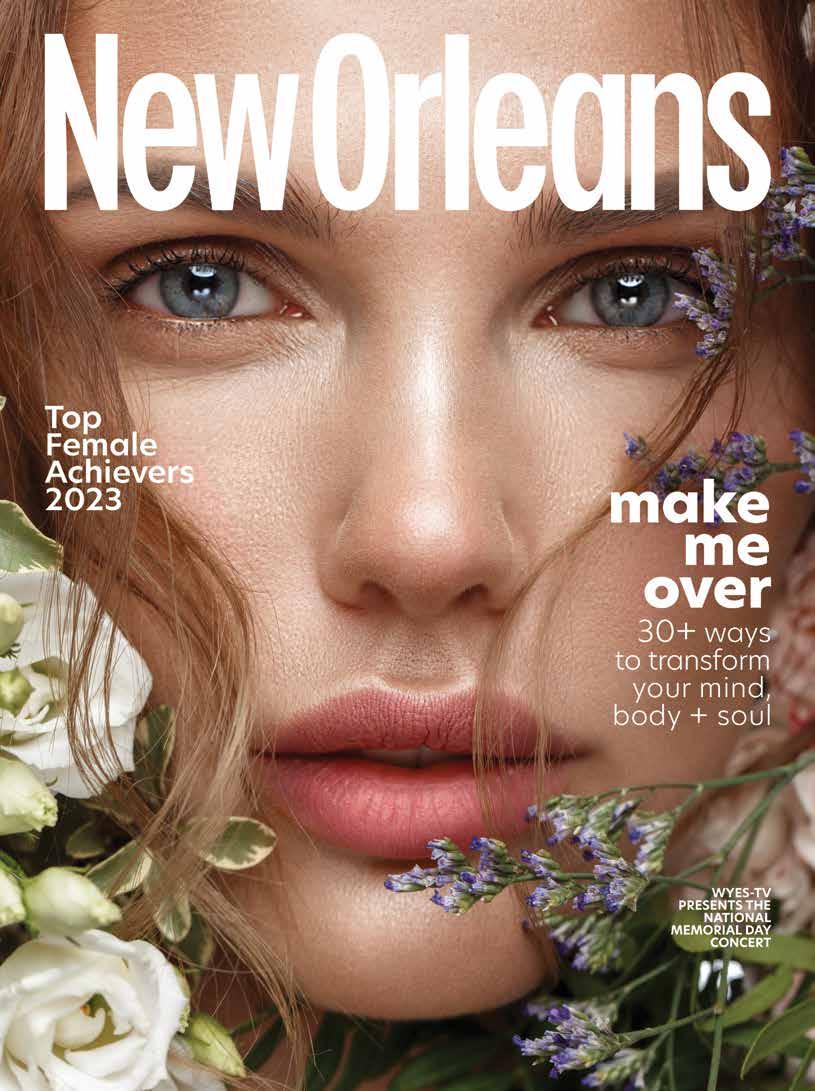 New Orleans
Top
Female
Achievers
2023
make
me
over
30+ ways
to transform
your mind,
body + soul
WYES-TV
PRESENTS THE
NATIONAL
MEMORIAL DAY
CONCERT